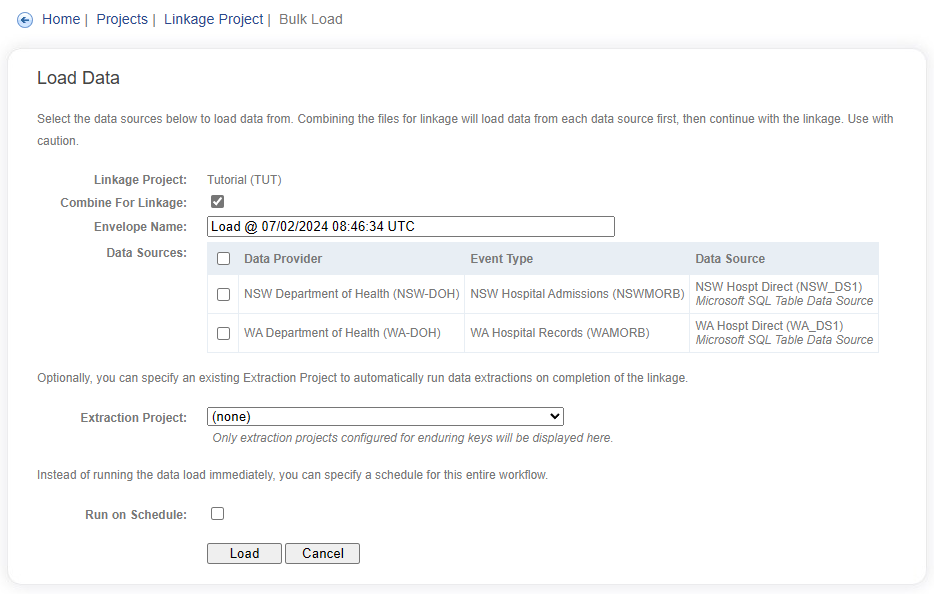 Home | Projects | Linkage Project | Bulk Load
Load Data
Select the data sources below to load data from. Combining the files for linkage will load data from each data source first, then continue with the linkage. Use with
caution.
Linkage Project: Tutorial (TUT)
Combine For Linkage:
Envelope Name: Load @ 07/02/2024 08:46:34 UTC
Data Sources:
Data Provider Event Type Data Source
NSW Department of Health (NSW-DOH) NSW Hospital Admissions (NSWMORB) NSW Hospt Direct (NSW_DS1)
Microsoft SQL Table Data Source
WA Department of Health (WA-DOH) WA Hospital Records (WAMORB) WA Hospt Direct (WA_DS1)
Microsoft SQL Table Data Source
Optionally, you can specify an existing Extraction Project to automatically run data extractions on completion of the linkage.
Extraction Project: (none)
Only extraction projects configured for enduring keys will be displayed here.
Instead of running the data load immediately, you can specify a schedule for this entire workflow.
Run on Schedule:
Load Cancel